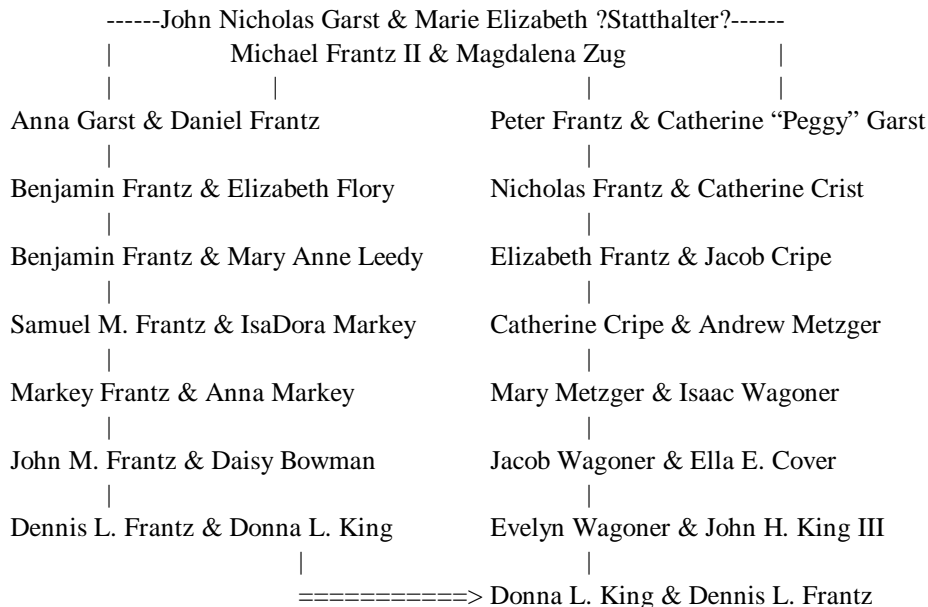 ------John Nicholas Garst & Marie Elizabeth ?Statthalter?------
| Michael Frantz II & Magdalena Zug |
| | | |
Anna Garst & Daniel Frantz Peter Frantz & Catherine “Peggy” Garst
| |
Benjamin Frantz & Elizabeth Flory Nicholas Frantz & Catherine Crist
| |
Benjamin Frantz & Mary Anne Leedy Elizabeth Frantz & Jacob Cripe
| |
Samuel M. Frantz & IsaDora Markey Catherine Cripe & Andrew Metzger
| |
Markey Frantz & Anna Markey Mary Metzger & Isaac Wagoner
| |
John M. Frantz & Daisy Bowman Jacob Wagoner & Ella E. Cover
| |
Dennis L. Frantz & Donna L. King Evelyn Wagoner & John H. King III
| |
===========> Donna L. King & Dennis L. Frantz